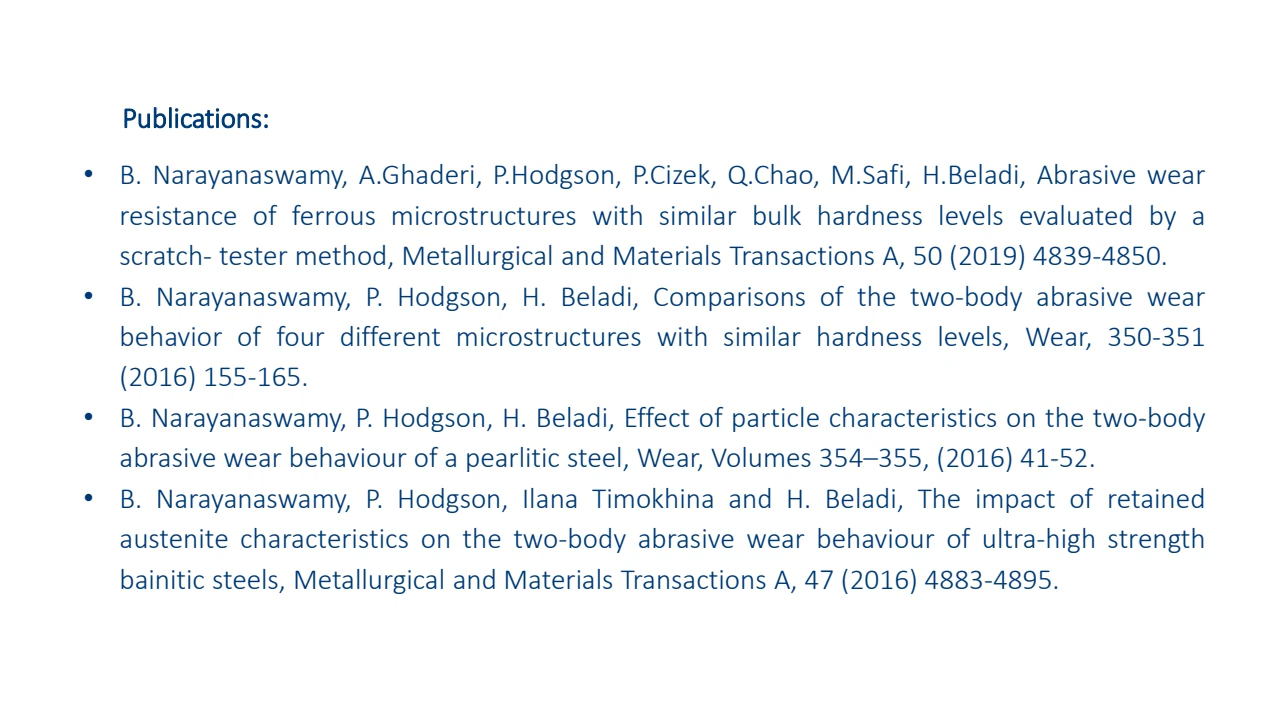 Publications:
• B. Narayanaswamy, A.Ghaderi, P.Hodgson, P.Cizek, Q.Chao, M.Safi, H.Beladi, Abrasive wear
resistance of ferrous microstructures with similar bulk hardness levels evaluated by a
scratch- tester method, Metallurgical and Materials Transactions A, 50 (2019) 4839-4850.
• B. Narayanaswamy, P. Hodgson, H. Beladi, Comparisons of the two-body abrasive wear
behavior of four different microstructures with similar hardness levels, Wear, 350-351
(2016) 155-165.
• B. Narayanaswamy, P. Hodgson, H. Beladi, Effect of particle characteristics on the two-body
abrasive wear behaviour of a pearlitic steel, Wear, Volumes 354–355, (2016) 41-52.
• B. Narayanaswamy, P. Hodgson, Ilana Timokhina and H. Beladi, The impact of retained
austenite characteristics on the two-body abrasive wear behaviour of ultra-high strength
bainitic steels, Metallurgical and Materials Transactions A, 47 (2016) 4883-4895.